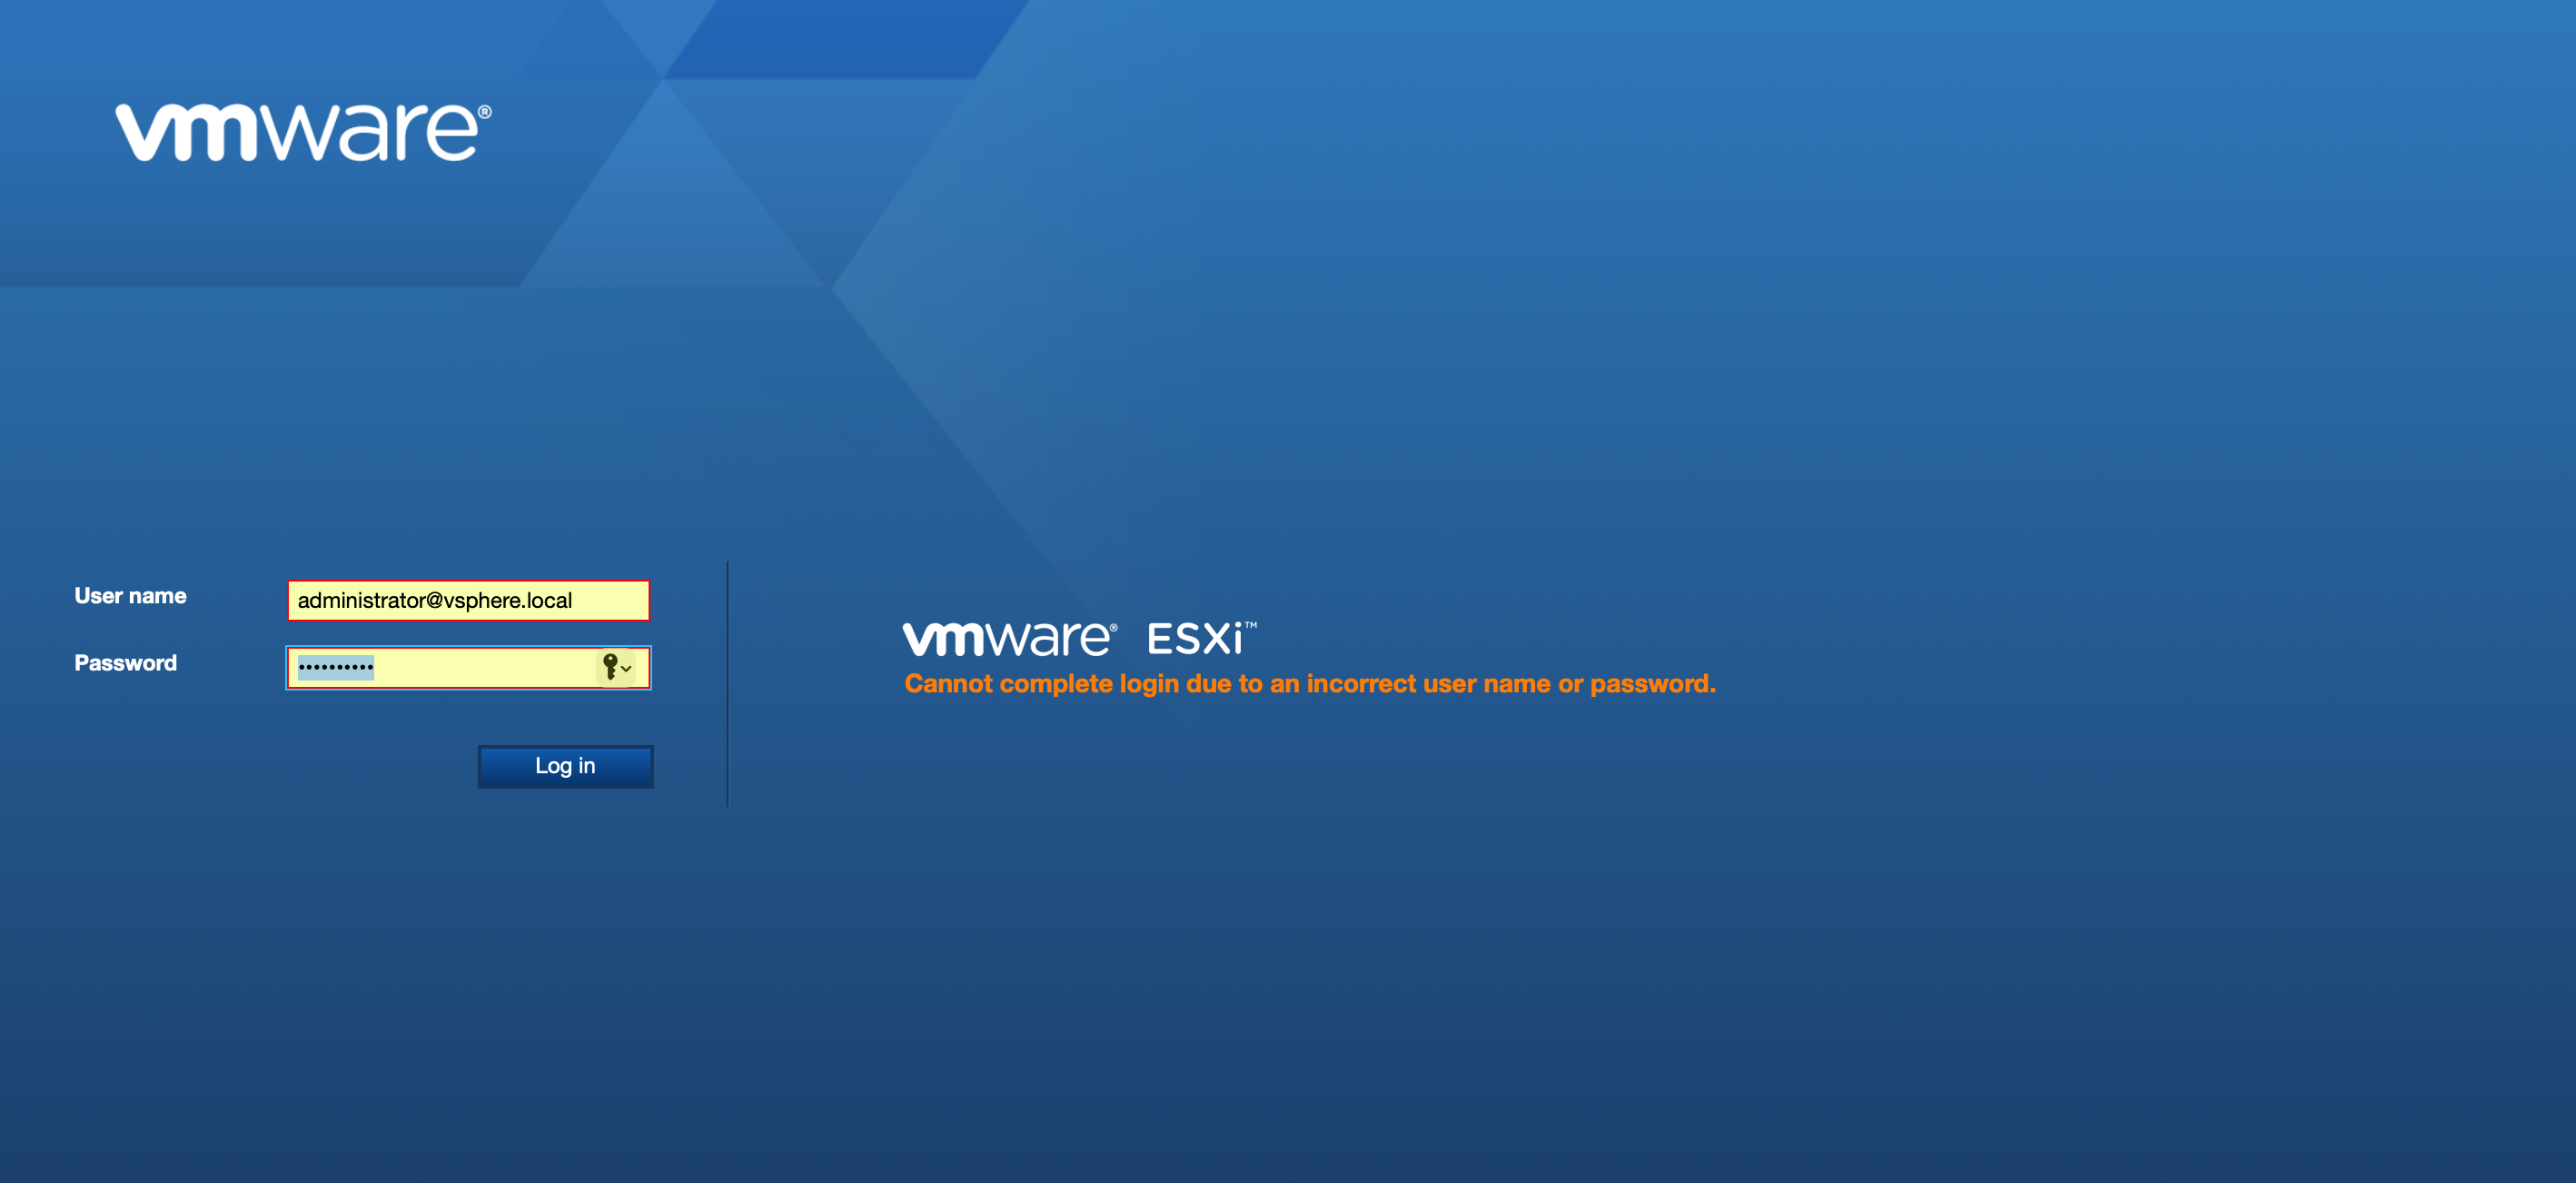 vmware®
User name
administrator@vsphere.local
Password
••••••••••
Log in
vmware® ESXi™
Cannot complete login due to an incorrect user name or password.